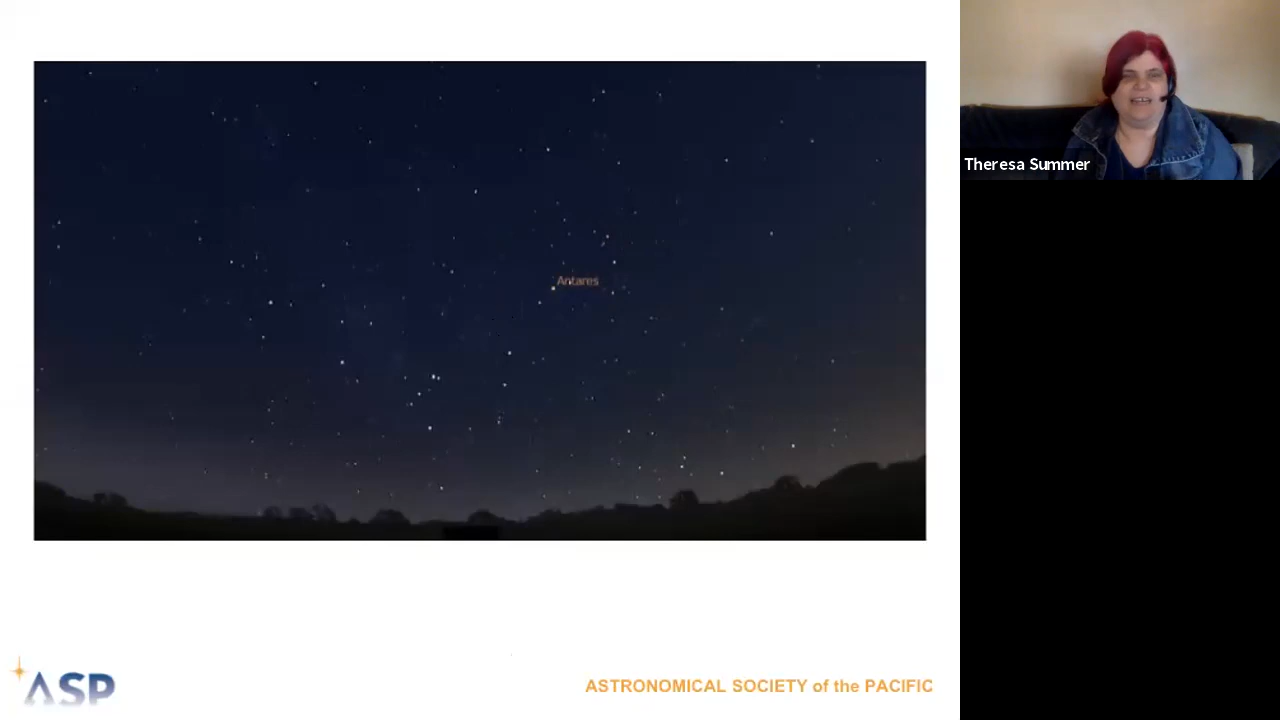 Antares
Theresa Summer
ASP
ASTRONOMICAL SOCIETY of the PACIFIC